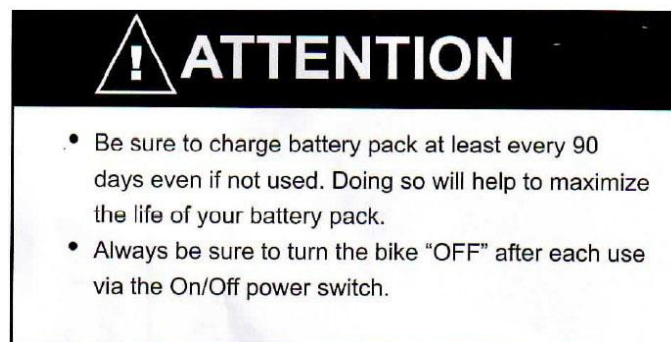 ! ATTENTION
• Be sure to charge battery pack at least every 90
days even if not used. Doing so will help to maximize
the life of your battery pack.
• Always be sure to turn the bike “OFF” after each use
via the On/Off power switch.